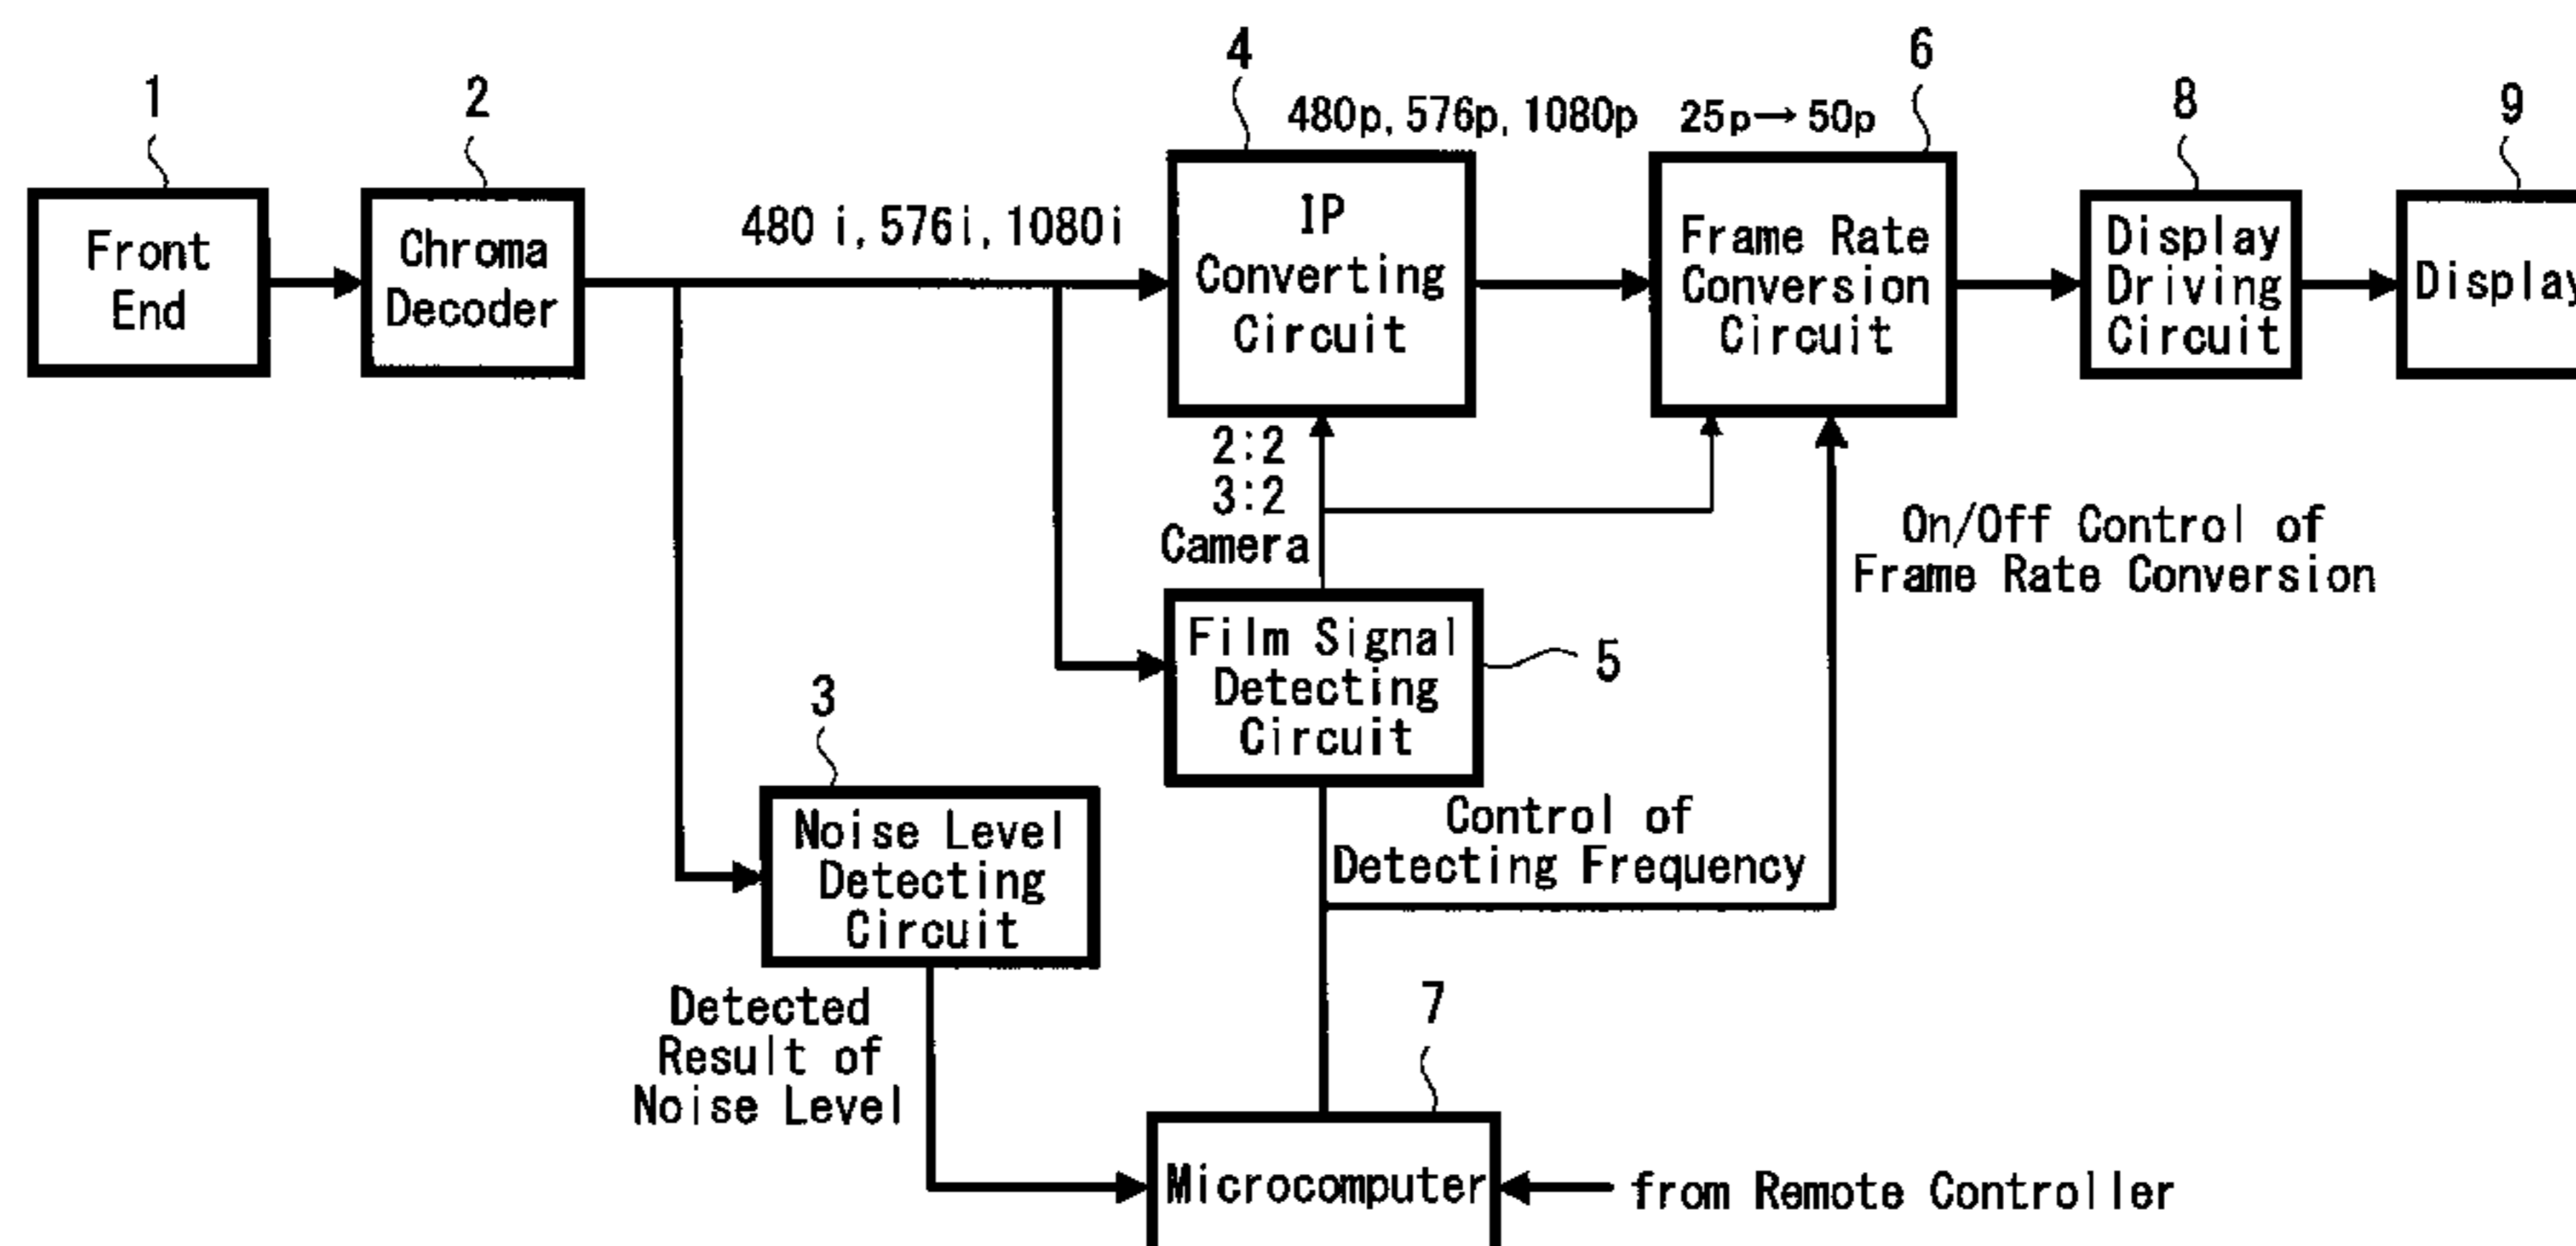 1
Front
End
2
Chroma
Decoder
480i, 576i, 1080i
4
IP
Converting
Circuit
480p, 576p, 1080p
25p→50p
6
Frame Rate
Conversion
Circuit
8
Display
Driving
Circuit
9
Display
2:2
3:2
Camera
On/Off Control of
Frame Rate Conversion
Film Signal
Detecting
Circuit
5
3
Noise Level
Detecting
Circuit
Control of
Detecting Frequency
Detected
Result of
Noise Level
7
Microcomputer
from Remote Controller